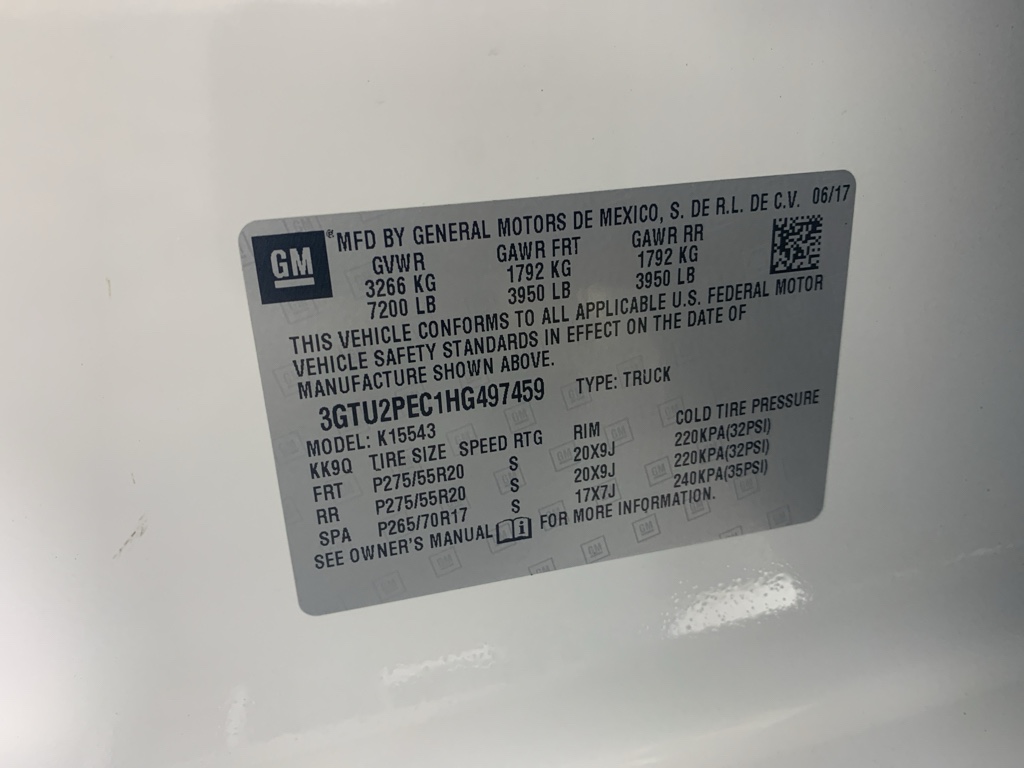 GM ® MFD BY GENERAL MOTORS DE MEXICO, S. DE R.L. DE C.V. 06/17
GVWR GAWR FRT GAWR RR
3266 KG 1792 KG 1792 KG
7200 LB 3950 LB 3950 LB
THIS VEHICLE CONFORMS TO ALL APPLICABLE U.S. FEDERAL MOTOR
VEHICLE SAFETY STANDARDS IN EFFECT ON THE DATE OF
MANUFACTURE SHOWN ABOVE.
3GTU2PEC1HG497459 TYPE: TRUCK
MODEL: K15543
KK9Q TIRE SIZE SPEED RTG RIM COLD TIRE PRESSURE
FRT P275/55R20 S 20X9J 220KPA(32PSI)
RR P275/55R20 S 20X9J 220KPA(32PSI)
SPA P265/70R17 S 17X7J 240KPA(35PSI)
SEE OWNER'S MANUAL i FOR MORE INFORMATION.